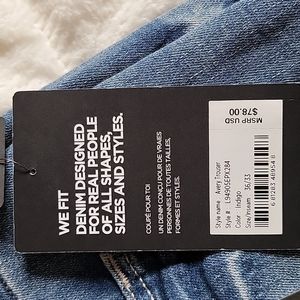 WE FIT
DENIM DESIGNED
FOR REAL PEOPLE
OF ALL SHAPES,
SIZES AND STYLES.
COUPÉ POUR TOI
UN DENIM CONÇU POUR DE VRAIES
PERSONNES DE TOUTES TAILLES,
FORMES ET STYLES.
MSRP USD
$78.00
Style name : Avery Trouser
Style # : L94905EPX284
Color : Indigo
Size/Inseam : 36/33